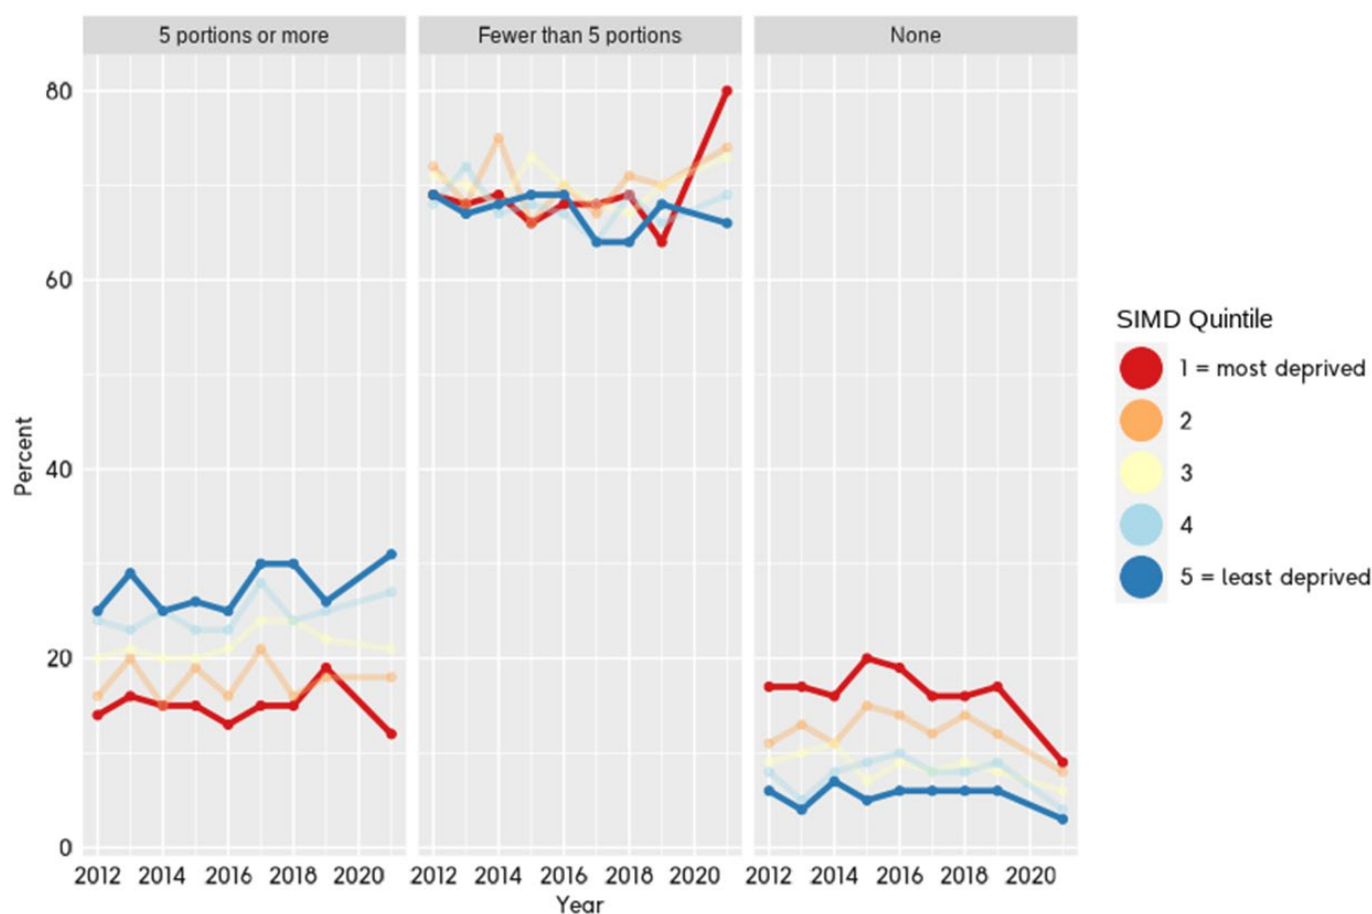 5 portions or more
Fewer than 5 portions
None
80
60
40
20
0
Percent
2012 2014 2016 2018 2020
2012 2014 2016 2018 2020
2012 2014 2016 2018 2020
Year
SIMD Quintile
1 = most deprived
2
3
4
5 = least deprived